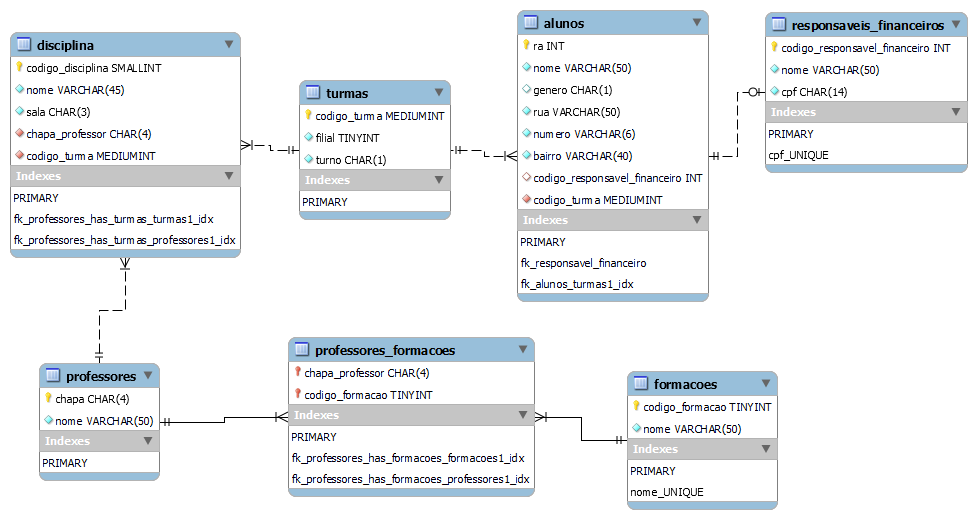 disciplina
codigo_disciplina SMALLINT
nome VARCHAR(45)
sala CHAR(3)
chapa_professor CHAR(4)
codigo_turma MEDIUMINT
Indexes
PRIMARY
fk_professores_has_turmas_turmas1_idx
fk_professores_has_turmas_professores1_idx
turmas
codigo_turma MEDIUMINT
filial TINYINT
turno CHAR(1)
Indexes
PRIMARY
alunos
ra INT
nome VARCHAR(50)
genero CHAR(1)
rua VARCHAR(50)
numero VARCHAR(6)
bairro VARCHAR(40)
codigo_responsavel_financeiro INT
codigo_turma MEDIUMINT
Indexes
PRIMARY
fk_responsavel_financeiro
fk_alunos_turmas1_idx
responsaveis_financeiros
codigo_responsavel_financeiro INT
nome VARCHAR(50)
cpf CHAR(14)
Indexes
PRIMARY
cpf_UNIQUE
professores
chapa CHAR(4)
nome VARCHAR(50)
Indexes
PRIMARY
professores_formacoes
chapa_professor CHAR(4)
codigo_formacao TINYINT
Indexes
PRIMARY
fk_professores_has_formacoes_formacoes1_idx
fk_professores_has_formacoes_professores1_idx
formacoes
codigo_formacao TINYINT
nome VARCHAR(50)
Indexes
PRIMARY
nome_UNIQUE